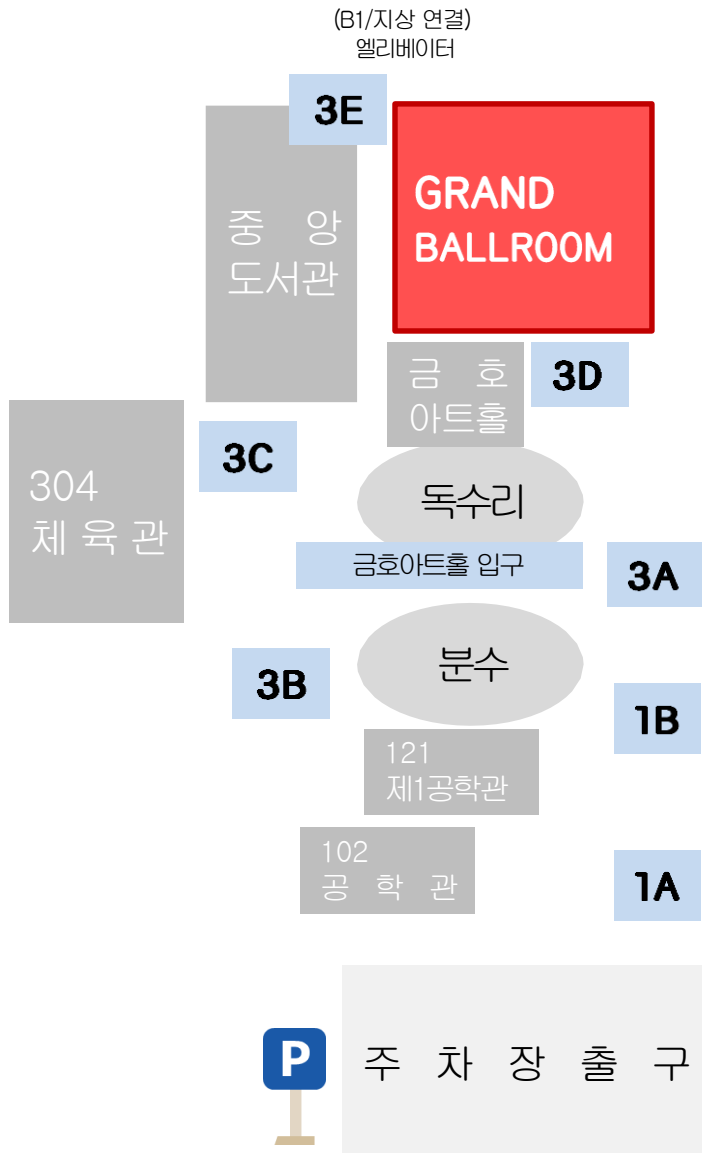 (B1/지상 연결)
엘리베이터
3E
GRAND
BALLROOM
중 앙
도서관
금 호
아트홀
3D
3C
304
체 육 관
독수리
금호아트홀 입구
3A
분수
3B
1B
121
제1공학관
102
공 학 관
1A
P
주 차 장 출 구